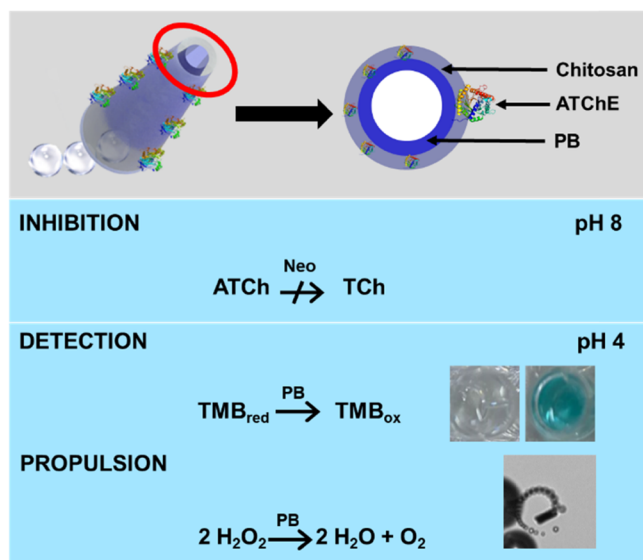 Chitosan
ATChE
PB
INHIBITION pH 8
Neo
ATCh TCh
DETECTION pH 4
PB
TMBred TMBox
PROPULSION
PB
2 H2O2 2 H2O + O2